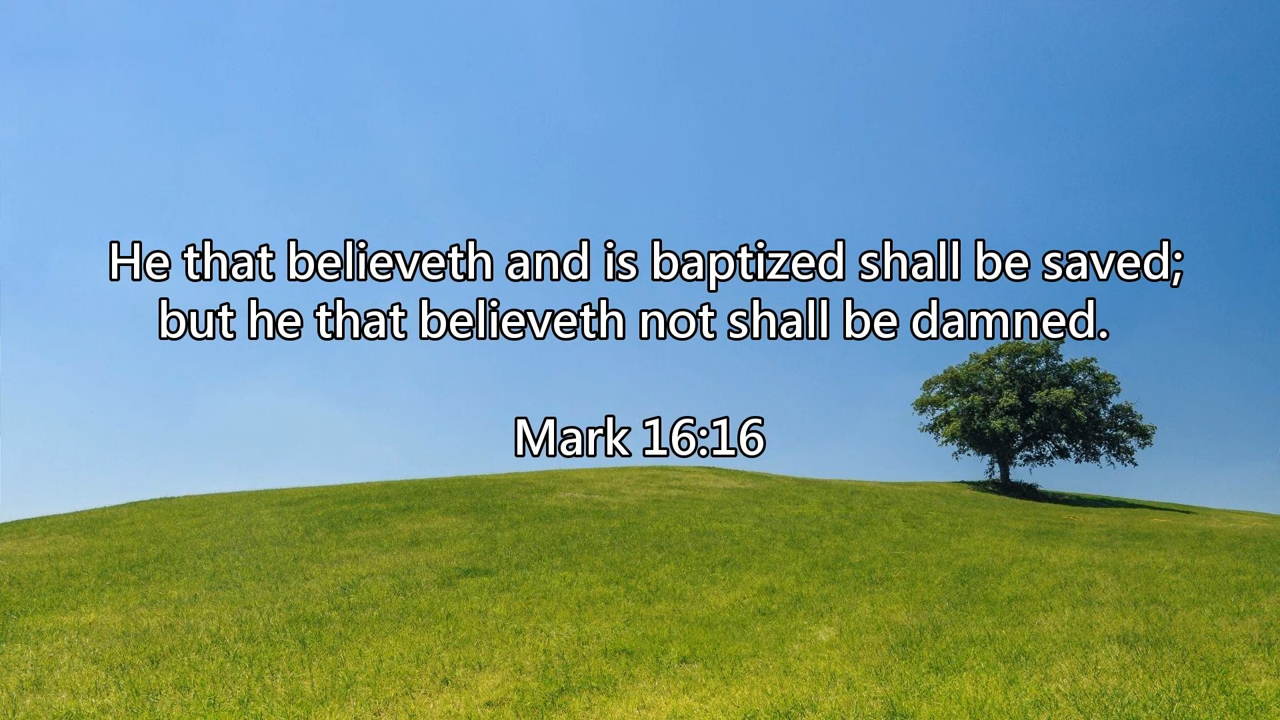 He that believeth and is baptized shall be saved;
but he that believeth not shall be damned.
Mark 16:16